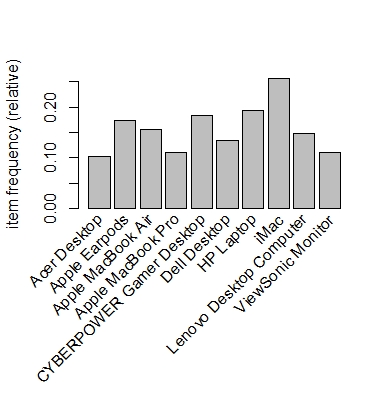 item frequency (relative)
0.20
0.10
0.00
Acer Desktop
Apple Earpods
Apple MacBook Air
Apple MacBook Pro
CYBERPOWER Gamer Desktop
Dell Desktop
HP Laptop
iMac
Lenovo Desktop Computer
ViewSonic Monitor